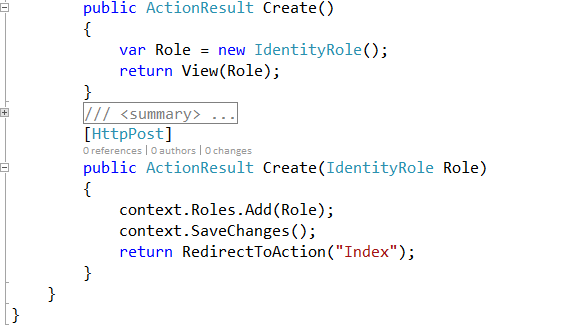 public ActionResult Create()
{
var Role = new IdentityRole();
return View(Role);
}
/// <summary> ...
[HttpPost]
0 references | 0 authors | 0 changes
public ActionResult Create(IdentityRole Role)
{
context.Roles.Add(Role);
context.SaveChanges();
return RedirectToAction("Index");
}
}
}